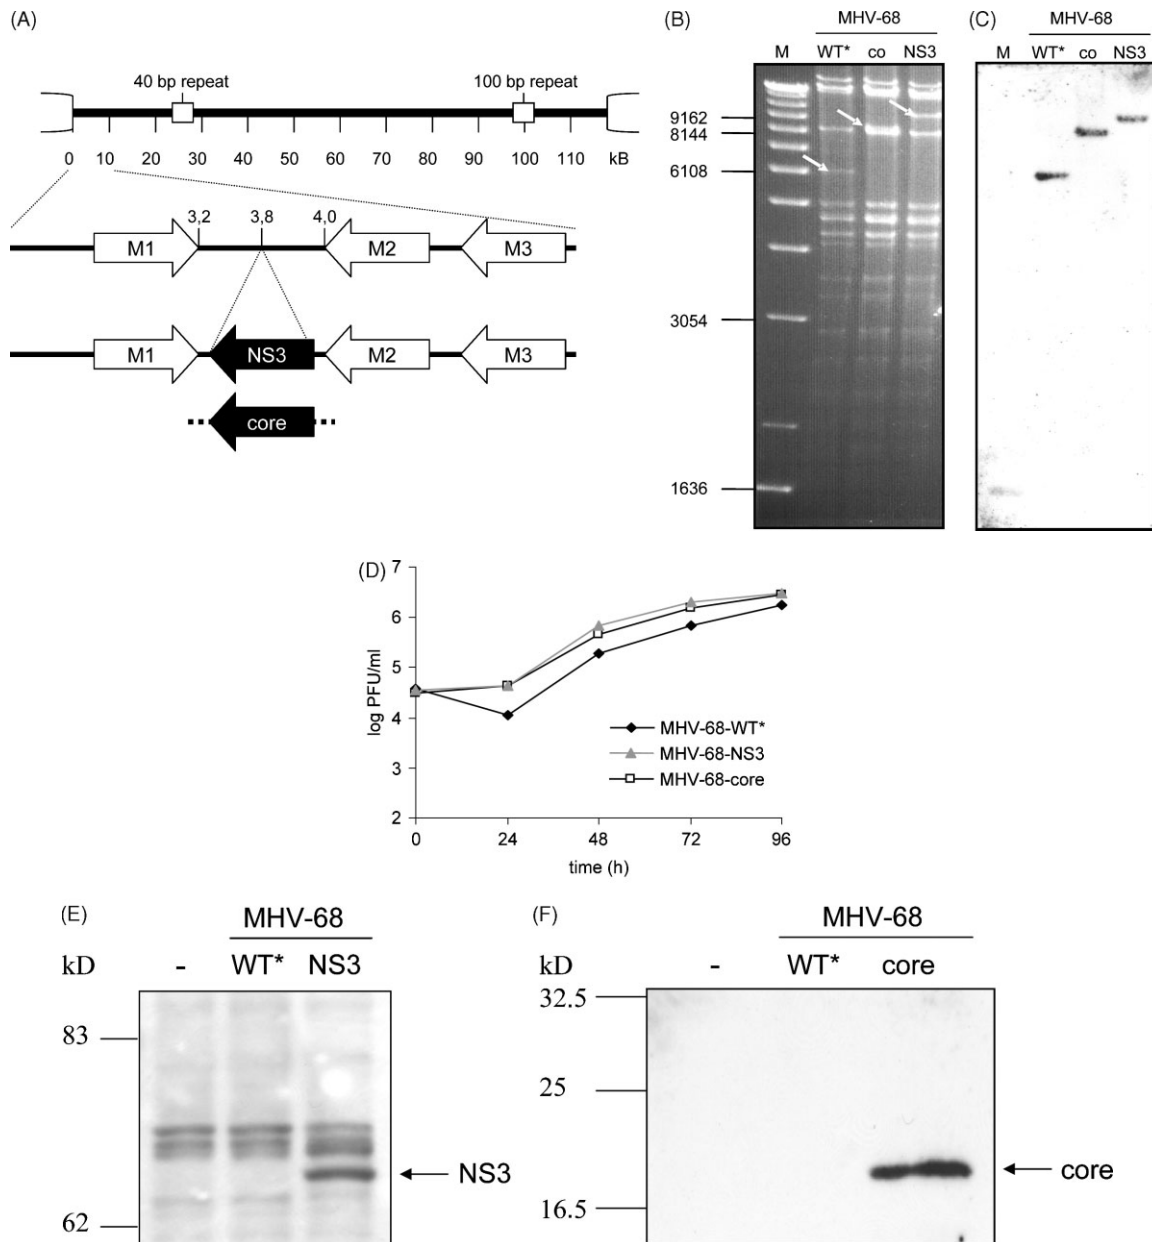 (A)
40 bp repeat
100 bp repeat
0 10 20 30 40 50 60 70 80 90 100 110 kB
3,2 3,8 4,0
M1 M2 M3
M1 NS3 M2 M3
core
(B)
MHV-68
M WT* co NS3
9162
8144
6108
3054
1636
(C)
MHV-68
M WT* co NS3
(D)
log PFU/ml
7
6
5
4
3
2
0 24 48 72 96
time (h)
MHV-68-WT*
MHV-68-NS3
MHV-68-core
(E)
MHV-68
kD - WT* NS3
83
NS3
62
(F)
MHV-68
kD - WT* core
32.5
25
core
16.5